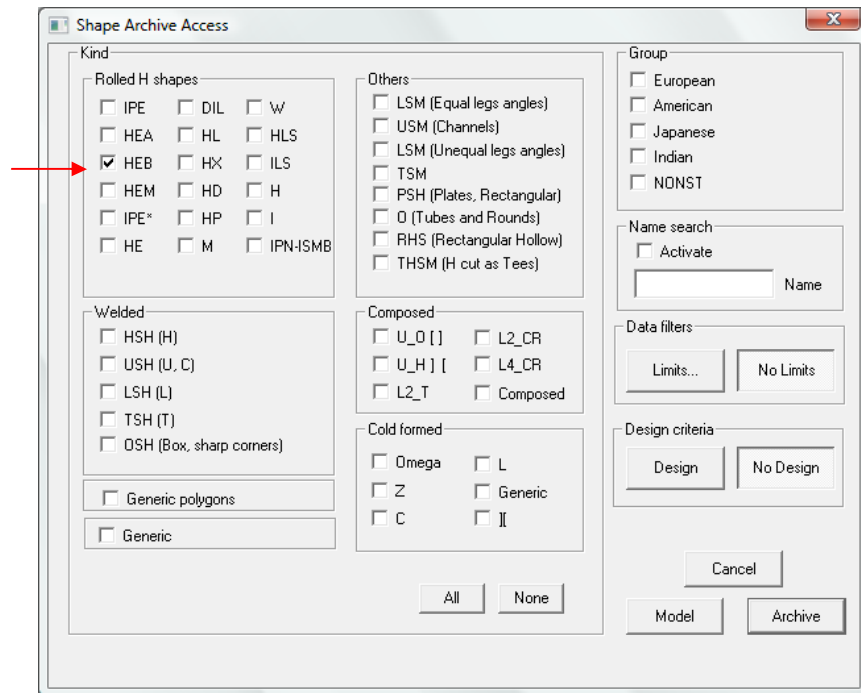 Shape Archive Access
Kind
Rolled H shapes
IPE DIL W
HEA HL HLS
HEB HX ILS
HEM HD H
IPE* HP I
HE M IPN-ISMB
Others
LSM (Equal legs angles)
USM (Channels)
LSM (Unequal legs angles)
TSM
PSH (Plates, Rectangular)
O (Tubes and Rounds)
RHS (Rectangular Hollow)
THSM (H cut as Tees)
Welded
HSH (H)
USH (U, C)
LSH (L)
TSH (T)
OSH (Box, sharp corners)
Generic polygons
Generic
Composed
U_O [ ] L2_CR
U_H ] [ L4_CR
L2_T Composed
Cold formed
Omega L
Z Generic
C ][
All None
Group
European
American
Japanese
Indian
NONST
Name search
Activate
Name
Data filters
Limits... No Limits
Design criteria
Design No Design
Cancel
Model Archive